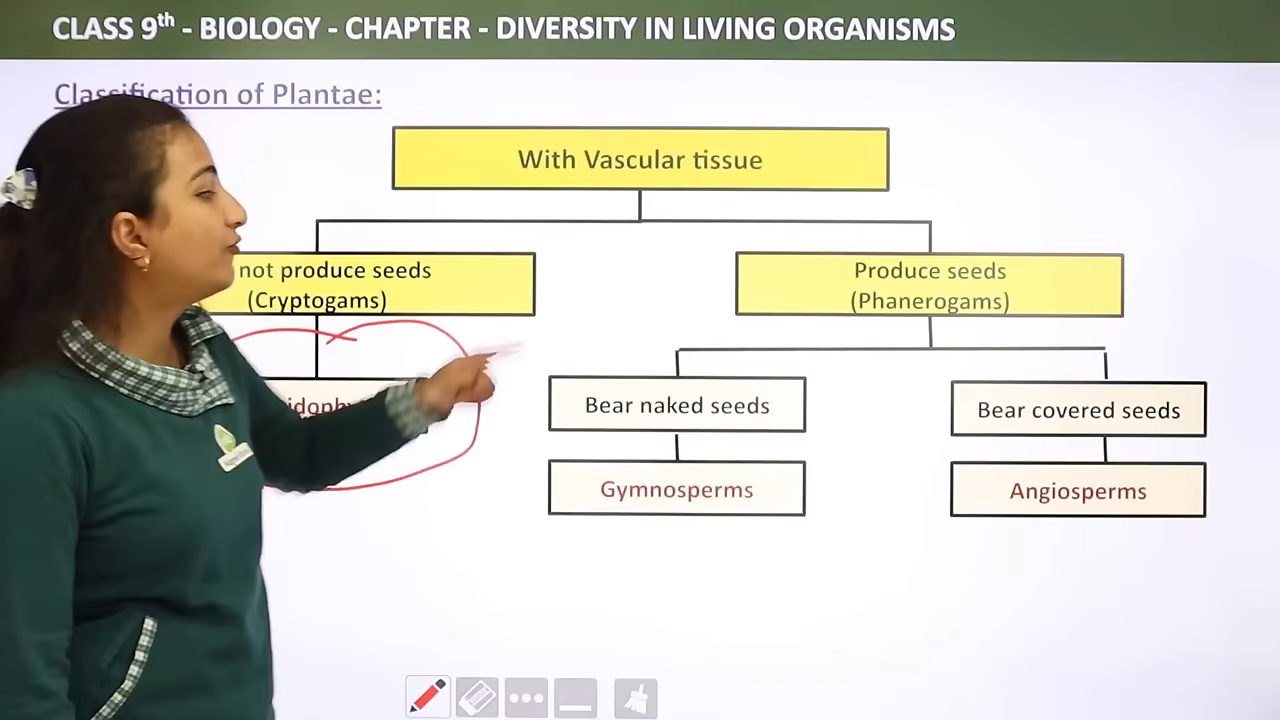 CLASS 9th - BIOLOGY - CHAPTER - DIVERSITY IN LIVING ORGANISMS
Classification of Plantae:
With Vascular tissue
not produce seeds
(Cryptogams)
Produce seeds
(Phanerogams)
Bear naked seeds
Bear covered seeds
Gymnosperms
Angiosperms